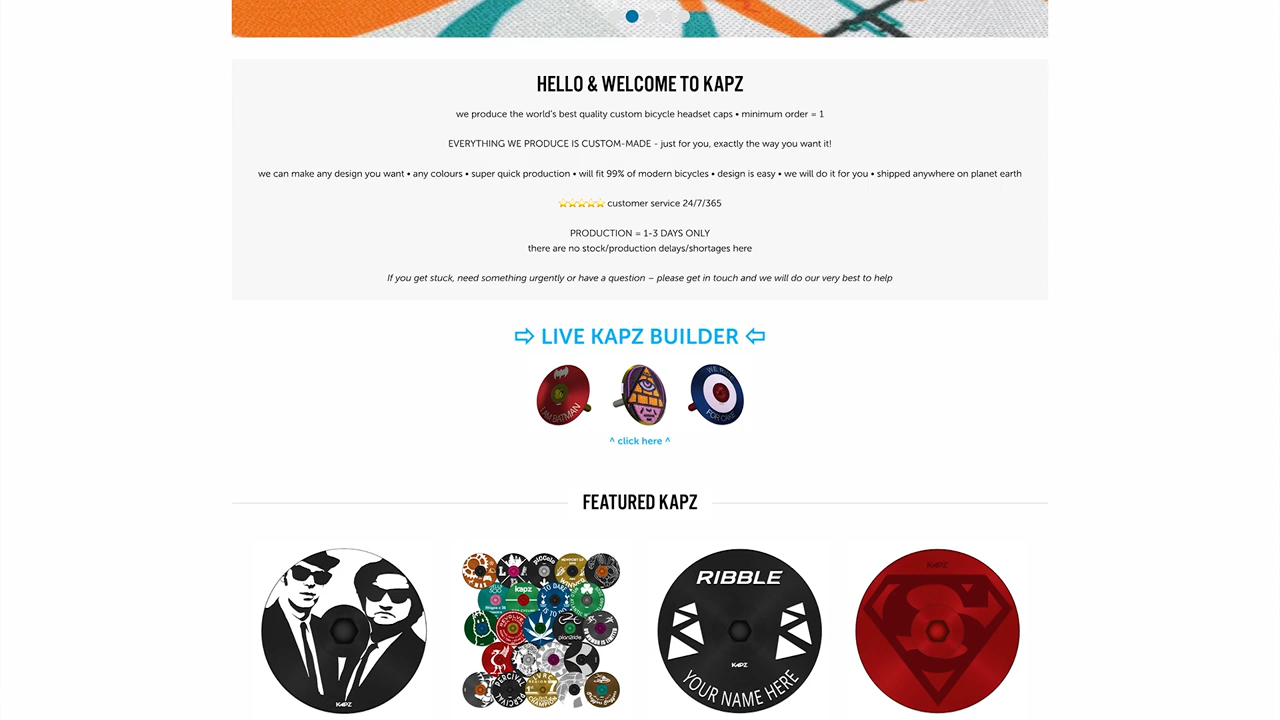 HELLO & WELCOME TO KAPZ
we produce the world's best quality custom bicycle headset caps • minimum order = 1
EVERYTHING WE PRODUCE IS CUSTOM-MADE - just for you, exactly the way you want it!
we can make any design you want • any colours • super quick production • will fit 99% of modern bicycles • design is easy • we will do it for you • shipped anywhere on planet earth
⭐⭐⭐⭐⭐ customer service 24/7/365
PRODUCTION = 1-3 DAYS ONLY
there are no stock/production delays/shortages here
If you get stuck, need something urgently or have a question – please get in touch and we will do our very best to help
⇨ LIVE KAPZ BUILDER ⇦
I AM BATMAN
FOR CAKE
^ click here ^
FEATURED KAPZ
KAPZ
kapz
plan2ride
PERCIVAL
CHAMPION
RIBBLE
KAPZ
YOUR NAME HERE
KAPZ